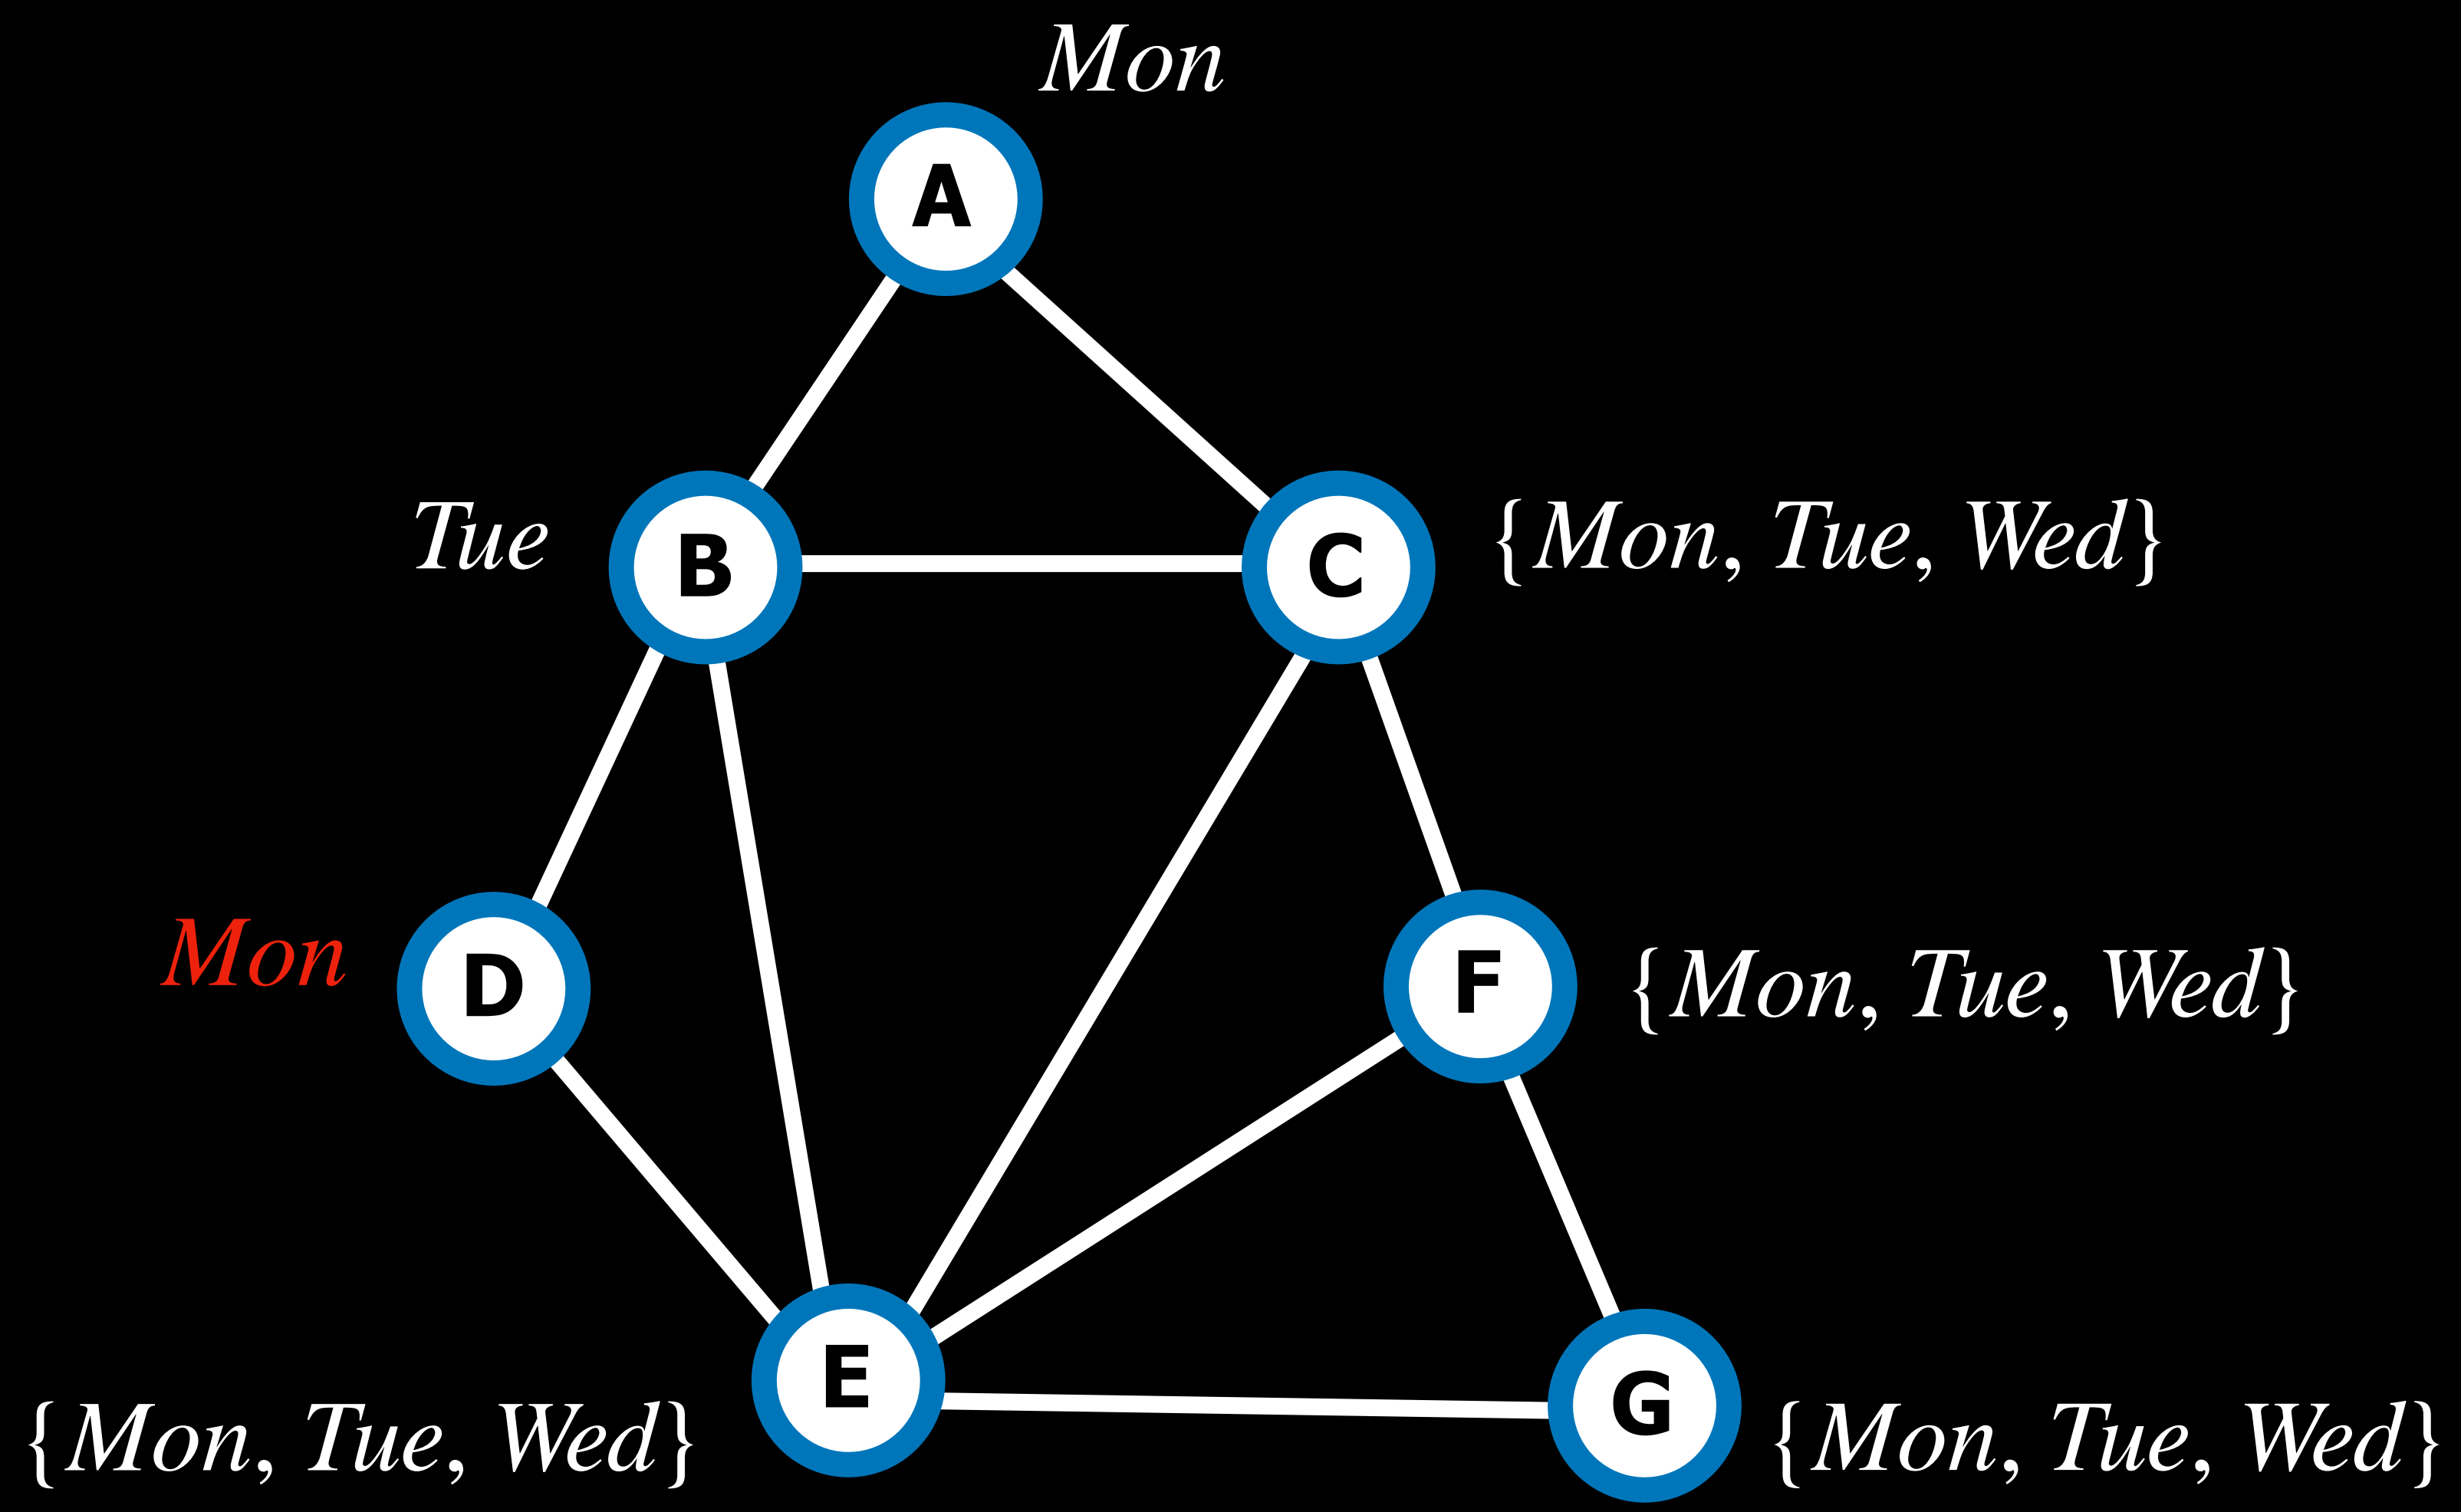 Mon
A
Tue
B
C
{Mon, Tue, Wed}
Mon
D
F
{Mon, Tue, Wed}
E
G
{Mon, Tue, Wed}
{Mon, Tue, Wed}